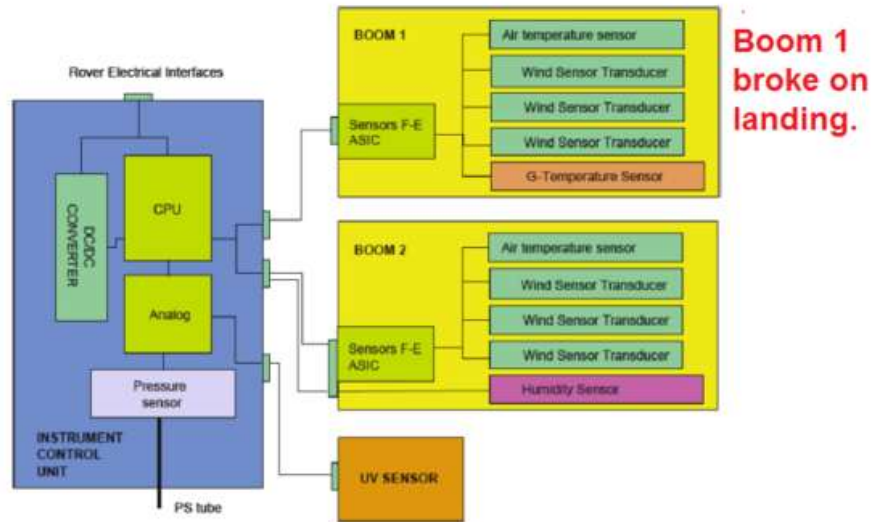 Boom 1
broke on
landing.
BOOM 1
Air temperature sensor
Wind Sensor Transducer
Wind Sensor Transducer
Wind Sensor Transducer
G-Temperature Sensor
Sensors F-E
ASIC
Rover Electrical Interfaces
CPU
DC/DC
CONVERTER
Analog
Pressure
sensor
INSTRUMENT
CONTROL
UNIT
PS tube
BOOM 2
Air temperature sensor
Wind Sensor Transducer
Wind Sensor Transducer
Wind Sensor Transducer
Humidity Sensor
Sensors F-E
ASIC
UV SENSOR